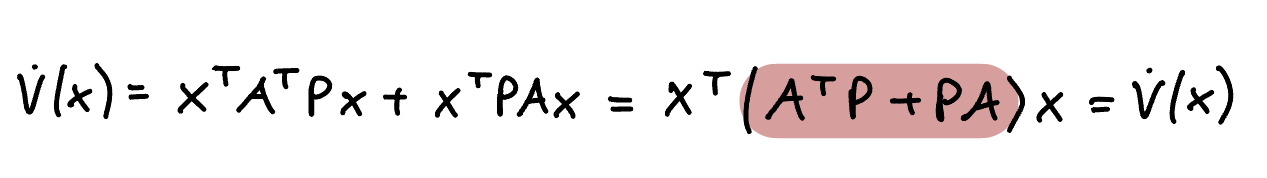 V̇(x) = xᵀAᵀPx + xᵀPAx = xᵀ(AᵀP + PA)x = V̇(x)